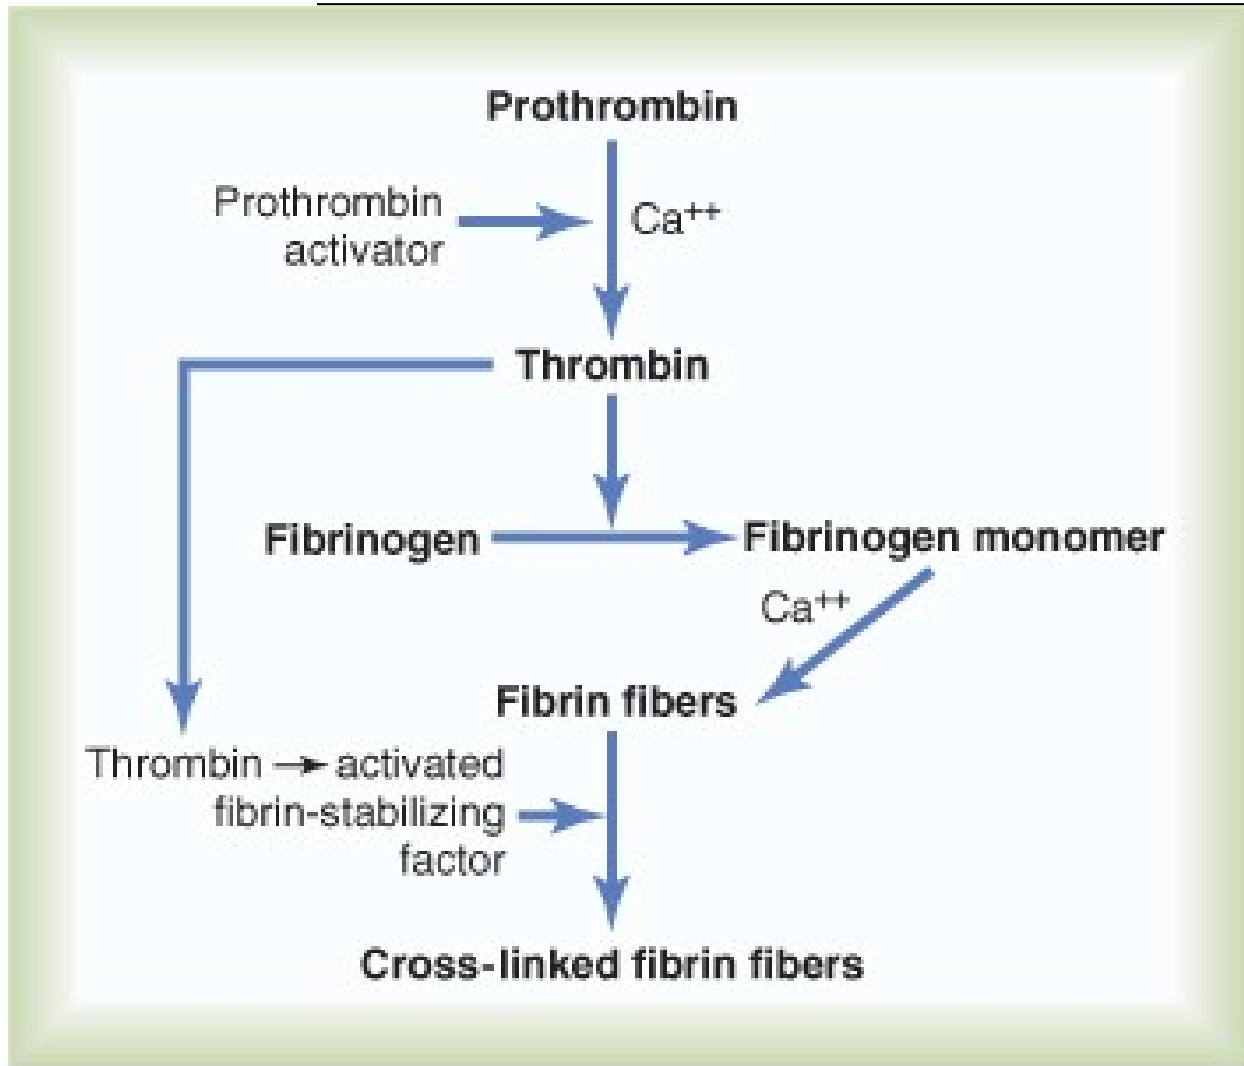 Prothrombin
Prothrombin
activator
Ca⁺⁺
Thrombin
Fibrinogen
Fibrinogen monomer
Ca⁺⁺
Fibrin fibers
Thrombin → activated
fibrin-stabilizing
factor
Cross-linked fibrin fibers